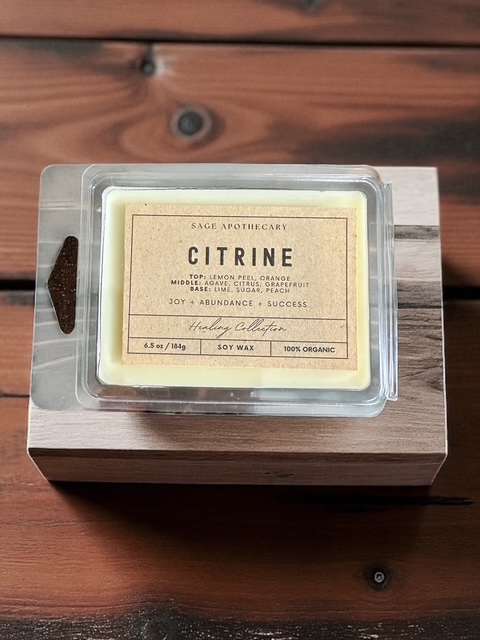 SAGE APOTHECARY
CITRINE
TOP: LEMON PEEL, ORANGE
MIDDLE: AGAVE, CITRUS, GRAPEFRUIT
BASE: LIME, SUGAR, PEACH
JOY + ABUNDANCE + SUCCESS
Healing Collection
6.5 oz / 184g SOY WAX 100% ORGANIC